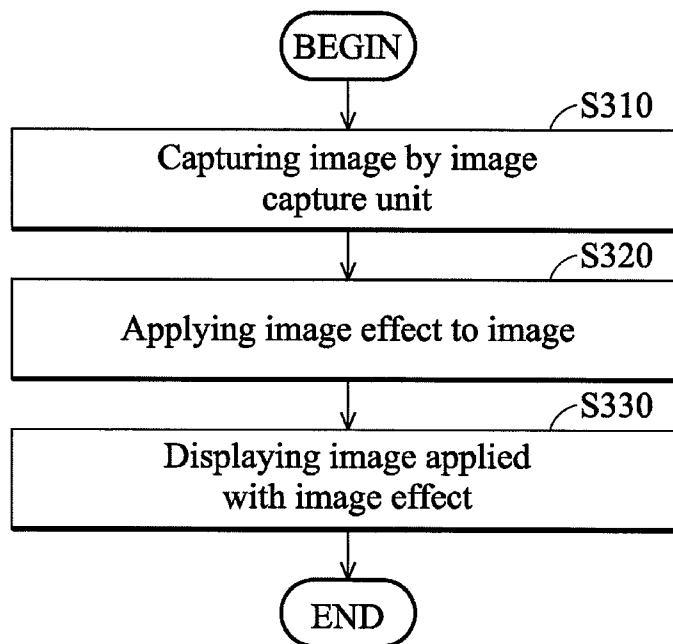 BEGIN
S310
Capturing image by image
capture unit
S320
Applying image effect to image
S330
Displaying image applied
with image effect
END